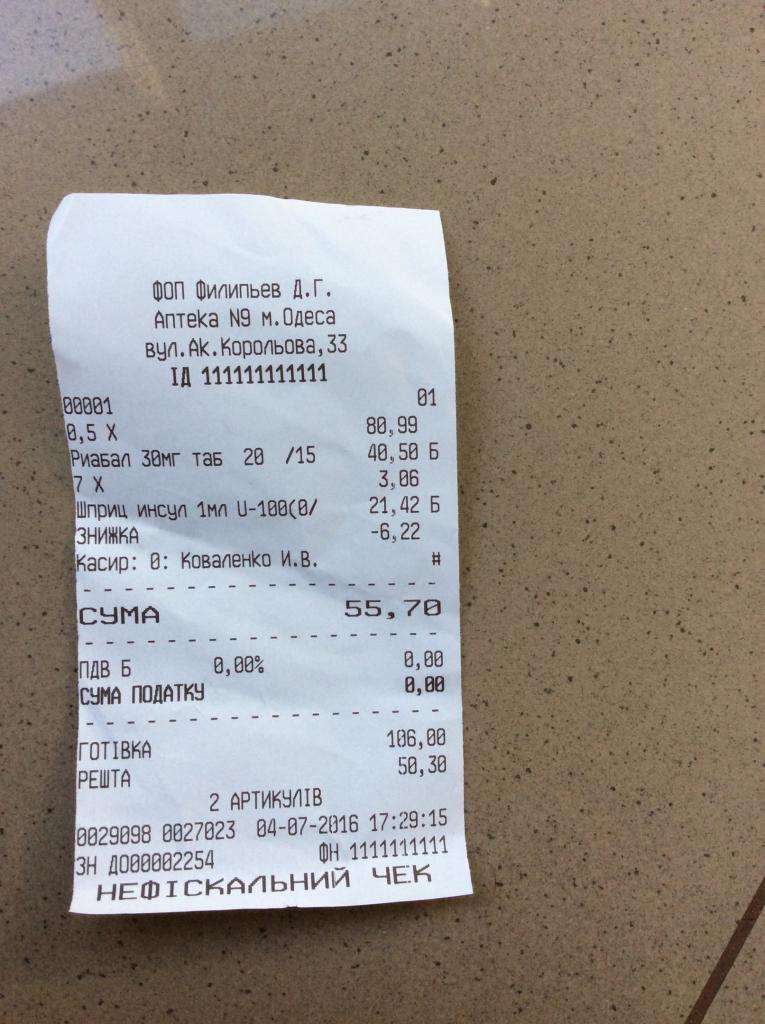 ФОП Филипьев Д.Г.
Аптека N9 м.Одеса
вул.Ак.Корольова,33
ІД 111111111111
00001 01
0,5 X 80,99
Риабал 30мг таб 20 /15 40,50 Б
7 X 3,06
Шприц инсул 1мл U-100(0/ 21,42 Б
ЗНИЖКА -6,22
Касир: 0: Коваленко И.В. #
СУМА 55,70
ПДВ Б 0,00% 0,00
СУМА ПОДАТКУ 0,00
ГОТІВКА 106,00
РЕШТА 50,30
2 АРТИКУЛІВ
0029098 0027023 04-07-2016 17:29:15
ЗН ДО00002254 ФН 1111111111
НЕФІСКАЛЬНИЙ ЧЕК